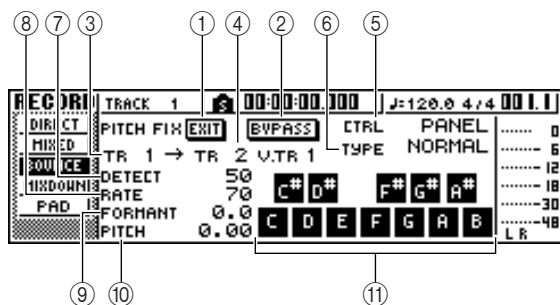 ⑧ ⑦ ③ ① ④ ② ⑥ ⑤
RECORD TRACK 1 S 00:00:00.000 ♩=120.0 4/4 001.1
DIRECT PITCH FIX EXIT BYPASS CTRL PANEL 0
MIXED TYPE NORMAL 6
TR 1 → TR 2 V.TR 1
DETECT 50 12
MIXDOWN RATE 70 C# D# F# G# A# 18
PAD FORMANT 0.0 30
PITCH 0.00 C D E F G A B 48
L R
⑨ ⑩ ⑪